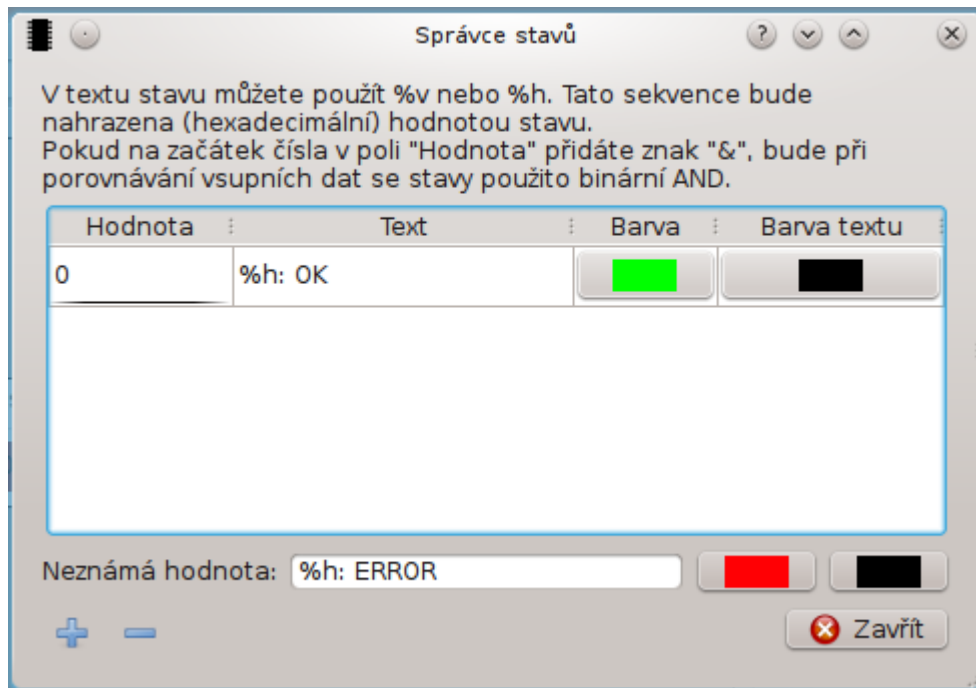 Správce stavů
V textu stavu můžete použít %v nebo %h. Tato sekvence bude
nahrazena (hexadecimální) hodnotou stavu.
Pokud na začátek čísla v poli "Hodnota" přidáte znak "&", bude při
porovnávání vsupních dat se stavy použito binární AND.
Hodnota Text Barva Barva textu
0 %h: OK
Neznámá hodnota: %h: ERROR
Zavřít